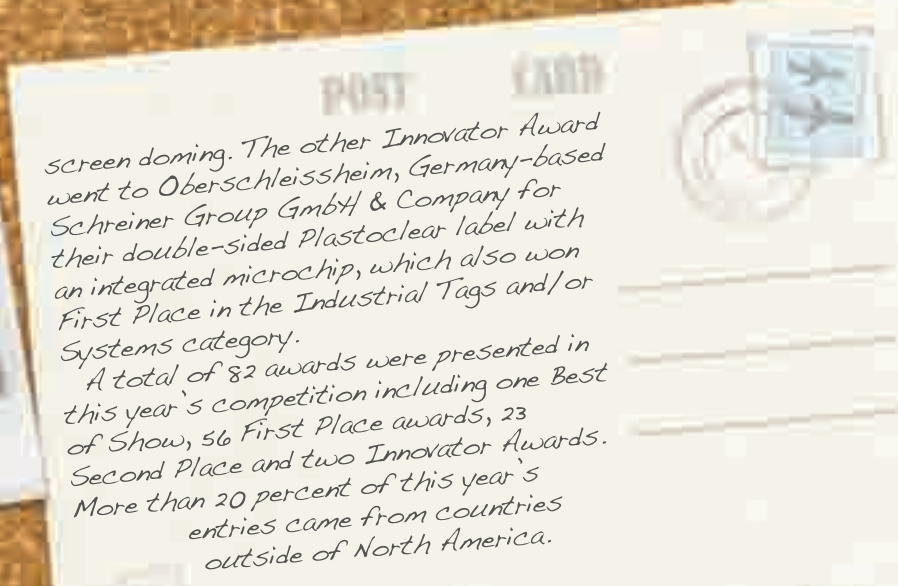 POST CARD
screen doming. The other Innovator Award
went to Oberschleissheim, Germany-based
Schreiner Group GmbH & Company for
their double-sided Plastoclear label with
an integrated microchip, which also won
First Place in the Industrial Tags and/or
Systems category.
A total of 82 awards were presented in
this year's competition including one Best
of Show, 56 First Place awards, 23
Second Place and two Innovator Awards.
More than 20 percent of this year's
entries came from countries
outside of North America.